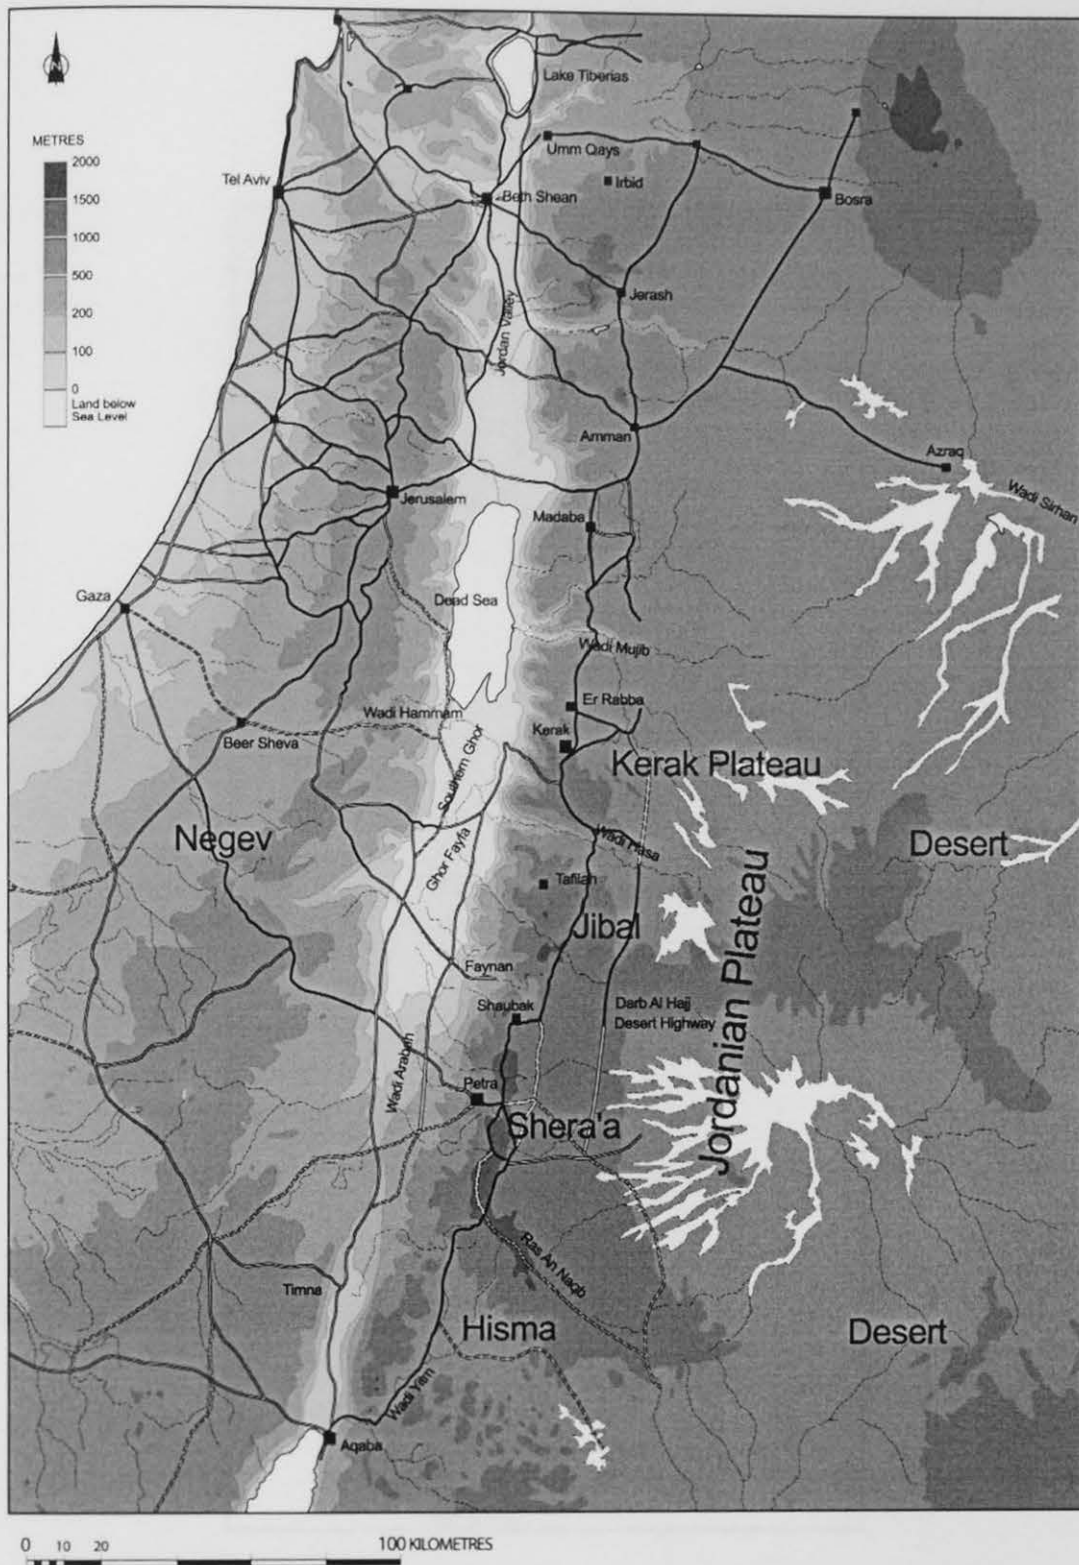 Lake Tiberias
METRES
2000
1500
1000
500
200
100
0
Land below
Sea Level
Umm Qays
Tel Aviv
Irbid
Beth Shean
Bosra
Jerash
Jordan Valley
Amman
Azraq
Wadi Sirhan
Jerusalem
Madaba
Gaza
Dead Sea
Wadi Mujib
Er Rabba
Wadi Hammam
Kerak
Beer Sheva
Southern Ghor
Kerak Plateau
Negev
Ghor Fayfa
Wadi Hasa
Desert
Tafilah
Jibal
Jordanian Plateau
Faynan
Shaubak
Darb Al Hajj
Desert Highway
Wadi Arabah
Petra
Shera'a
Ras An Naqb
Timna
Hisma
Desert
Wadi Yitm
Aqaba
0 10 20 100 KILOMETRES